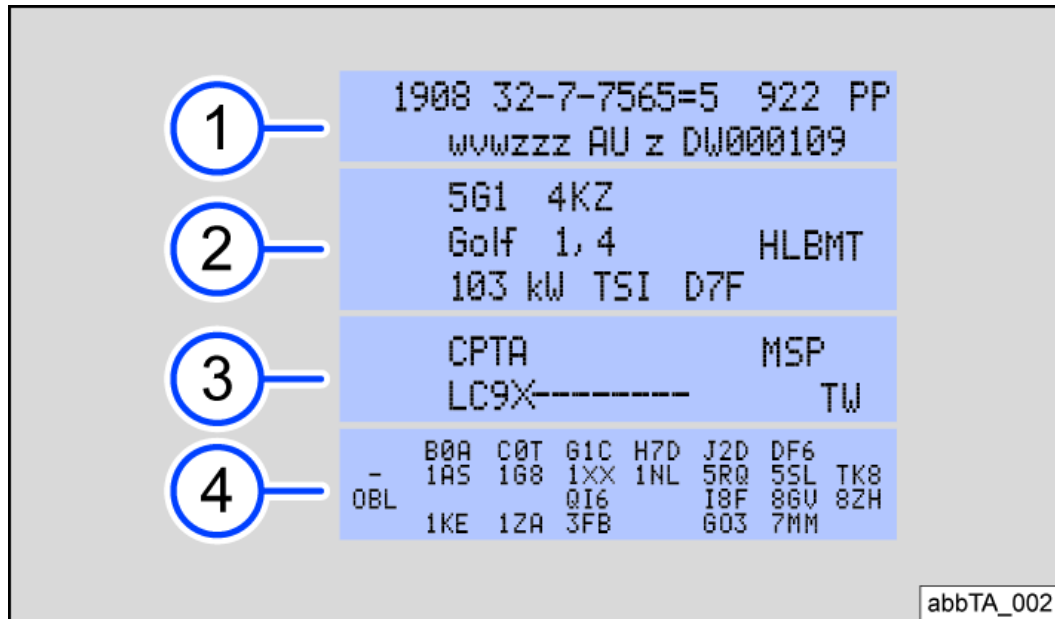 1
1908 32-7-7565=5 922 PP
wvwzzz AU z DW000109
2
5G1 4KZ
Golf 1,4 HLBMT
103 kW TSI D7F
3
CPTA MSP
LC9X-------- TW
4
B0A C0T G1C H7D J2D DF6
- 1AS 1G8 1XX 1NL 5RQ 5SL TK8
OBL QI6 I8F 8GV 8ZH
1KE 1ZA 3FB GO3 7MM
abbTA_002